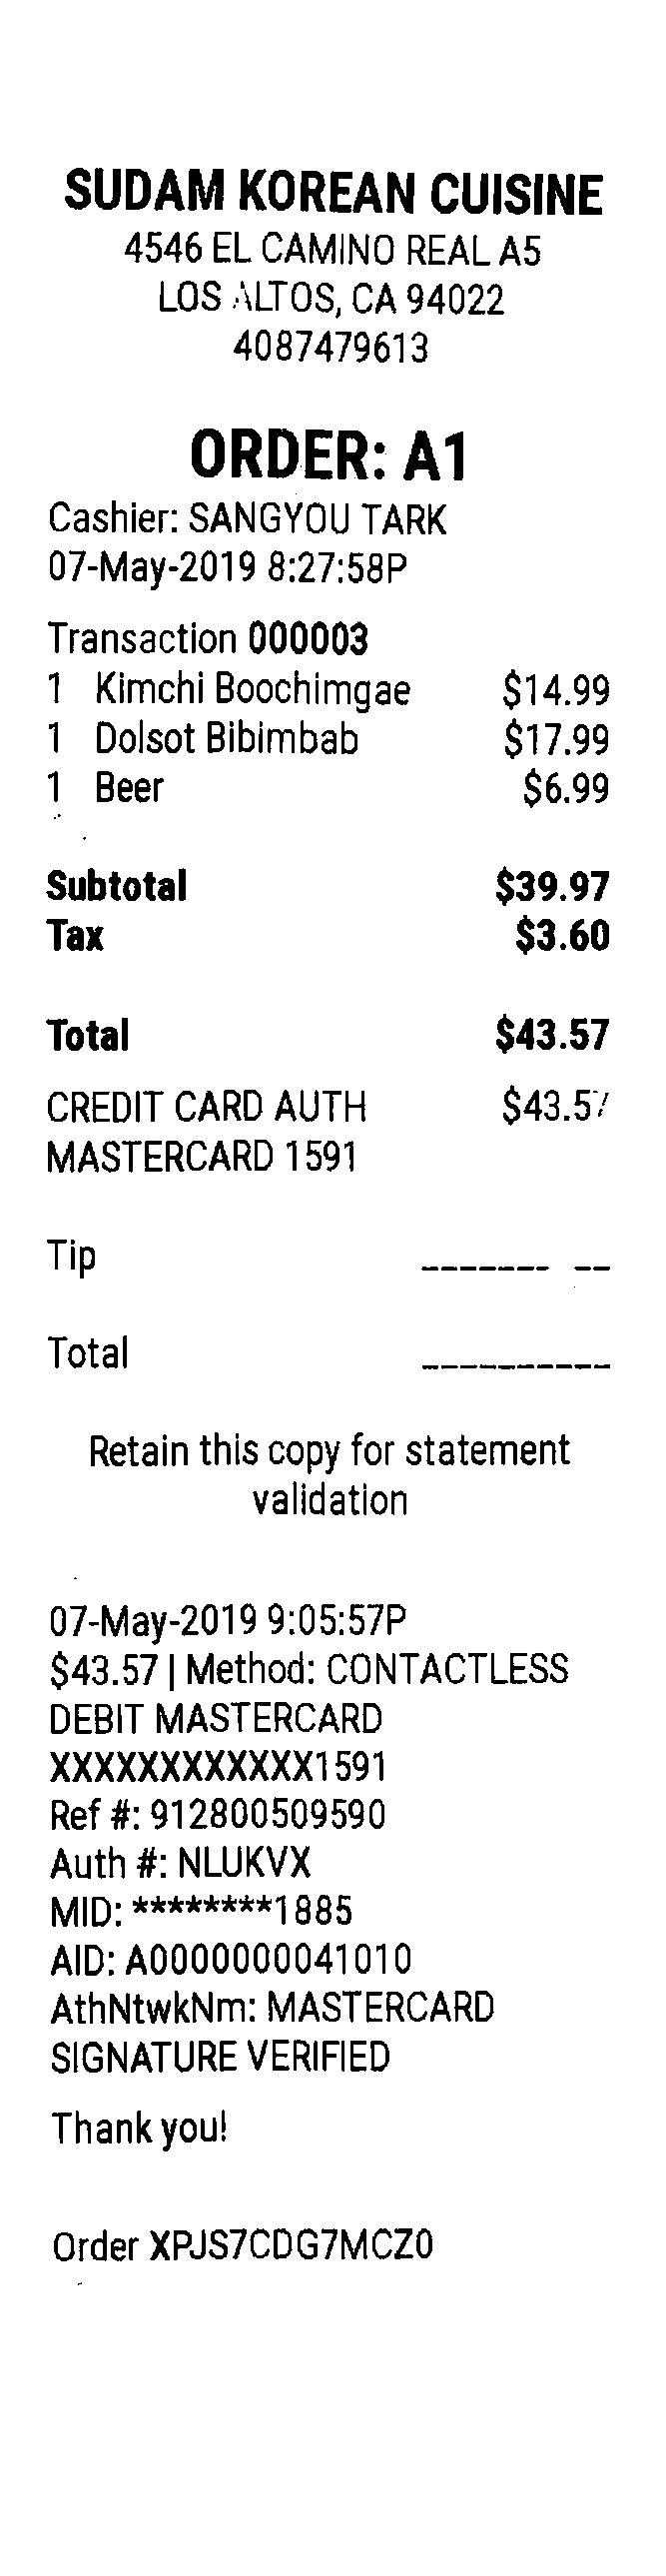 SUDAM KOREAN CUISINE
4546 EL CAMINO REAL A5
LOS ALTOS, CA 94022
4087479613
ORDER: A1
Cashier: SANGYOU TARK
07-May-2019 8:27:58P
Transaction 000003
1 Kimchi Boochimgae $14.99
1 Dolsot Bibimbab $17.99
1 Beer $6.99
Subtotal $39.97
Tax $3.60
Total $43.57
CREDIT CARD AUTH $43.57
MASTERCARD 1591
Tip _______ __
Total __________
Retain this copy for statement
validation
07-May-2019 9:05:57P
$43.57 | Method: CONTACTLESS
DEBIT MASTERCARD
XXXXXXXXXXXX1591
Ref #: 912800509590
Auth #: NLUKVX
MID: ********1885
AID: A0000000041010
AthNtwkNm: MASTERCARD
SIGNATURE VERIFIED
Thank you!
Order XPJS7CDG7MCZ0